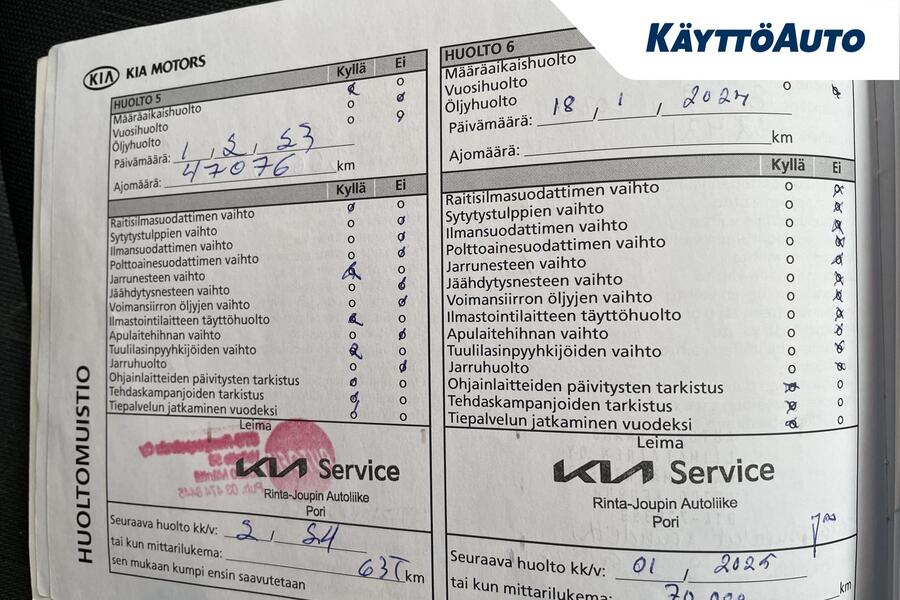 KÄYTTÖAUTO
KIA KIA MOTORS
HUOLTOMUISTIO
HUOLTO 5 Kyllä Ei
Määräaikaishuolto
Vuosihuolto
Öljyhuolto
Päivämäärä: 1, 2, 23
Ajomäärä: 47076 km
Kyllä Ei
Raitisilmasuodattimen vaihto
Sytytystulppien vaihto
Ilmansuodattimen vaihto
Polttoainesuodattimen vaihto
Jarrunesteen vaihto
Jäähdytysnesteen vaihto
Voimansiirron öljyjen vaihto
Ilmastointilaitteen täyttöhuolto
Apulaitehihnan vaihto
Tuulilasinpyyhkijöiden vaihto
Jarruhuolto
Ohjainlaitteiden päivitysten tarkistus
Tehdaskampanjoiden tarkistus
Tiepalvelun jatkaminen vuodeksi
Leima
KIA Service
Rinta-Joupin Autoliike
Pori
Seuraava huolto kk/v: 2, 24
tai kun mittarilukema:
sen mukaan kumpi ensin saavutetaan 63T km
HUOLTO 6
Määräaikaishuolto
Vuosihuolto
Öljyhuolto
Päivämäärä: 18, 1, 2024
Ajomäärä: km
Kyllä Ei
Raitisilmasuodattimen vaihto
Sytytystulppien vaihto
Ilmansuodattimen vaihto
Polttoainesuodattimen vaihto
Jarrunesteen vaihto
Jäähdytysnesteen vaihto
Voimansiirron öljyjen vaihto
Ilmastointilaitteen täyttöhuolto
Apulaitehihnan vaihto
Tuulilasinpyyhkijöiden vaihto
Jarruhuolto
Ohjainlaitteiden päivitysten tarkistus
Tehdaskampanjoiden tarkistus
Tiepalvelun jatkaminen vuodeksi
Leima
KIA Service
Rinta-Joupin Autoliike
Pori
Seuraava huolto kk/v: 01, 2025
tai kun mittarilukema: 70 000 km